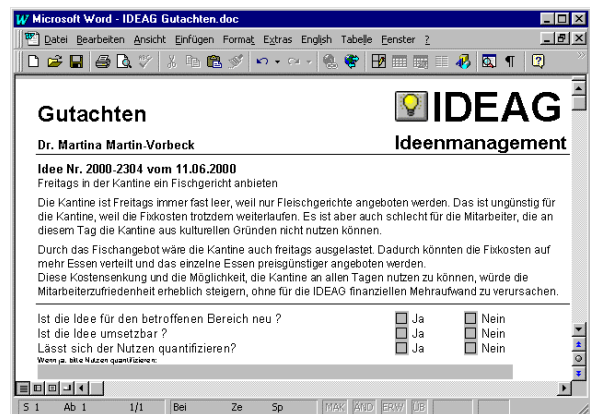 Microsoft Word - IDEAG Gutachten.doc
Datei Bearbeiten Ansicht Einfügen Format Extras English Tabelle Fenster ?
Gutachten
IDEAG
Dr. Martina Martin-Vorbeck
Ideenmanagement
Idee Nr. 2000-2304 vom 11.06.2000
Freitags in der Kantine ein Fischgericht anbieten
Die Kantine ist Freitags immer fast leer, weil nur Fleischgerichte angeboten werden. Das ist ungünstig für
die Kantine, weil die Fixkosten trotzdem weiterlaufen. Es ist aber auch schlecht für die Mitarbeiter, die an
diesem Tag die Kantine aus kulturellen Gründen nicht nutzen können.
Durch das Fischangebot wäre die Kantine auch freitags ausgelastet. Dadurch könnten die Fixkosten auf
mehr Essen verteilt und das einzelne Essen preisgünstiger angeboten werden.
Diese Kostensenkung und die Möglichkeit, die Kantine an allen Tagen nutzen zu können, würde die
Mitarbeiterzufriedenheit erheblich steigern, ohne für die IDEAG finanziellen Mehraufwand zu verursachen.
Ist die Idee für den betroffenen Bereich neu ? Ja Nein
Ist die Idee umsetzbar ? Ja Nein
Lässt sich der Nutzen quantifizieren? Ja Nein
Wenn ja, bitte Nutzen quantifizieren:
S 1 Ab 1 1/1 Bei Ze Sp MAK ÄND ERW ÜB